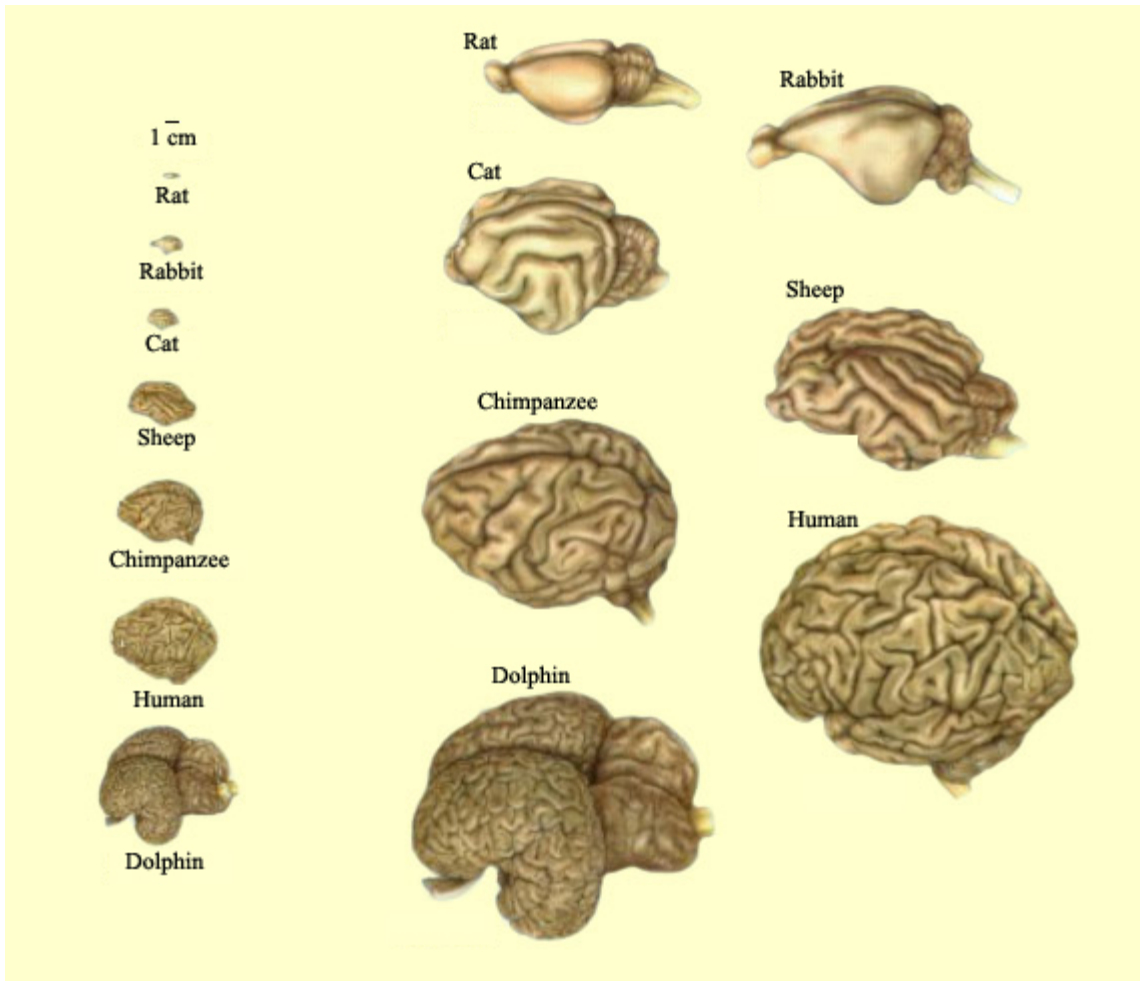 1 cm
Rat
Rabbit
Cat
Sheep
Chimpanzee
Human
Dolphin
Rat
Rabbit
Cat
Sheep
Chimpanzee
Human
Dolphin